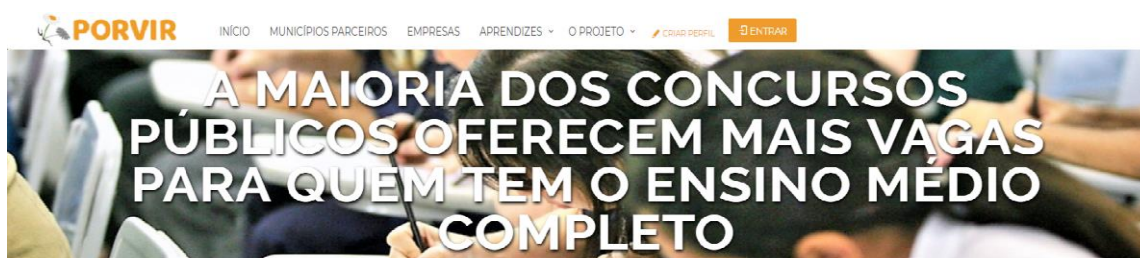 PORVIR
INÍCIO MUNICÍPIOS PARCEIROS EMPRESAS APRENDIZES O PROJETO CRIAR PERFIL ENTRAR
A MAIORIA DOS CONCURSOS
PÚBLICOS OFERECEM MAIS VAGAS
PARA QUEM TEM O ENSINO MÉDIO
COMPLETO